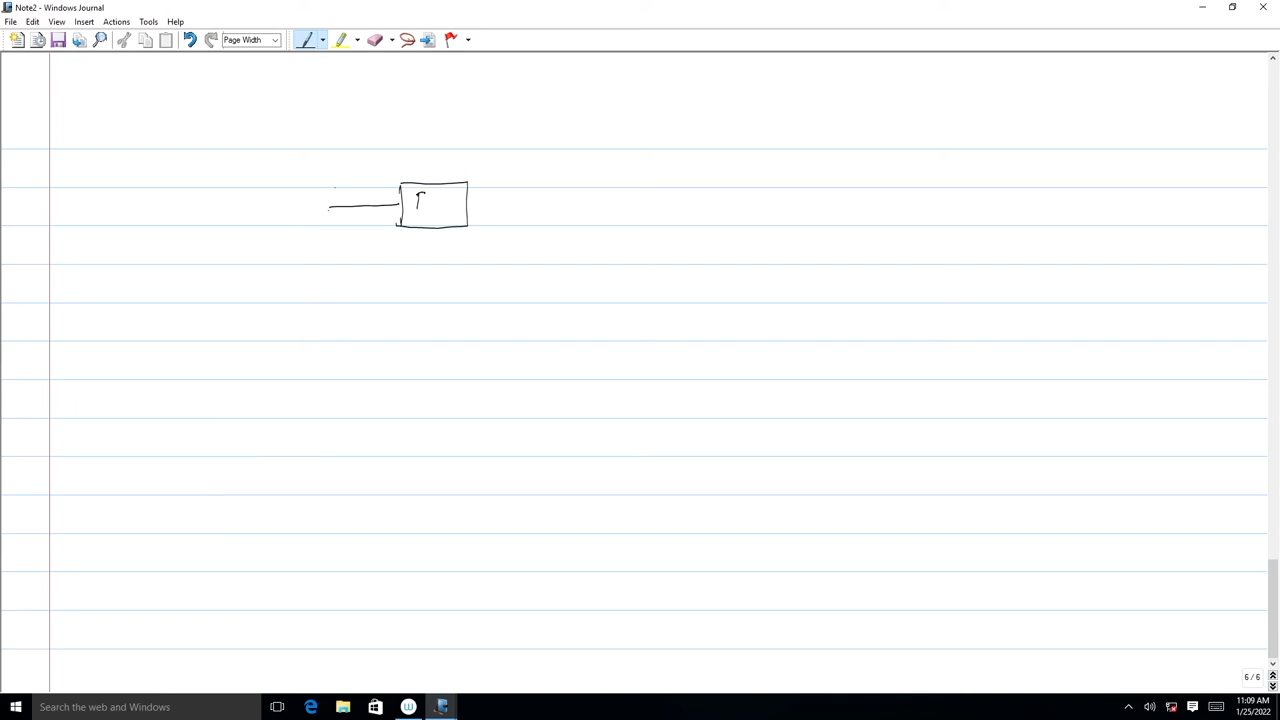 Note2 - Windows Journal
File Edit View Insert Actions Tools Help
Page Width
6 / 6
Search the web and Windows
11:09 AM
1/25/2022